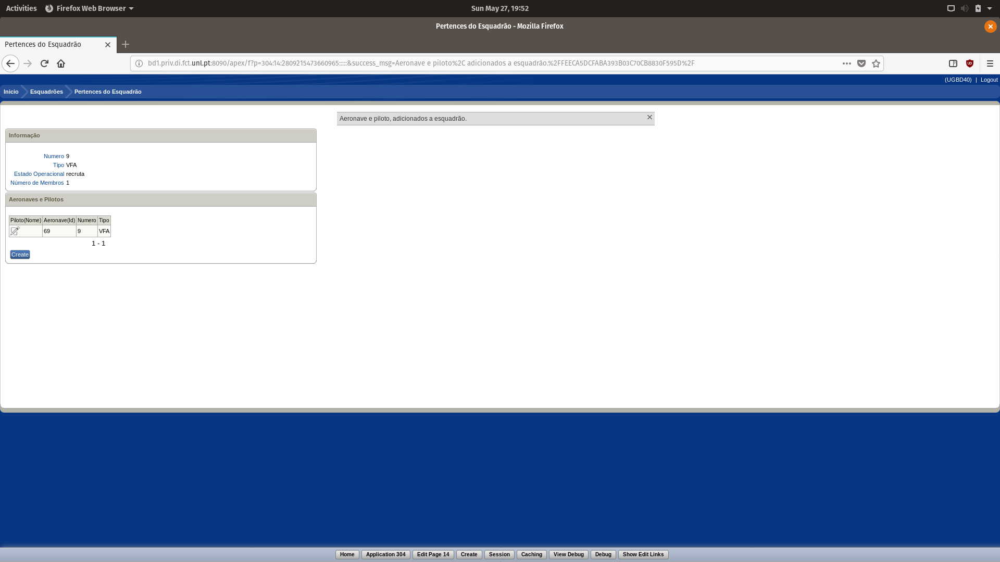 Activities Firefox Web Browser Sun May 27, 19:52
Pertences do Esquadrão - Mozilla Firefox
Pertences do Esquadrão
bd1.priv.di.fct.unl.pt:8090/apex/f?p=304:14:2809215473660965:::::&success_msg=Aeronave e piloto%2C adicionados a esquadrão.%2FFEECA5DCFABA393B03C70CB8830F595D%2F
(UGBD40) | Logout
Inicio Esquadrões Pertences do Esquadrão
Aeronave e piloto, adicionados a esquadrão.
Informação
Numero 9
Tipo VFA
Estado Operacional recruta
Número de Membros 1
Aeronaves e Pilotos
Piloto(Nome) Aeronave(Id) Numero Tipo
69 9 VFA
1 - 1
Create
Home Application 304 Edit Page 14 Create Session Caching View Debug Debug Show Edit Links